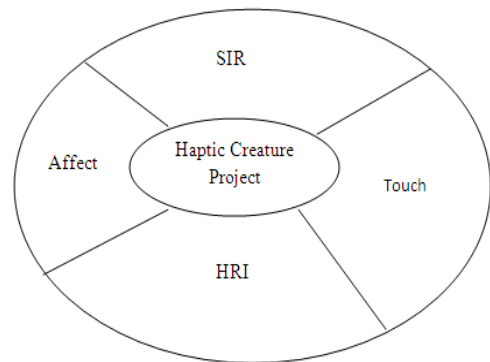 SIR
Affect
Haptic Creature
Project
Touch
HRI